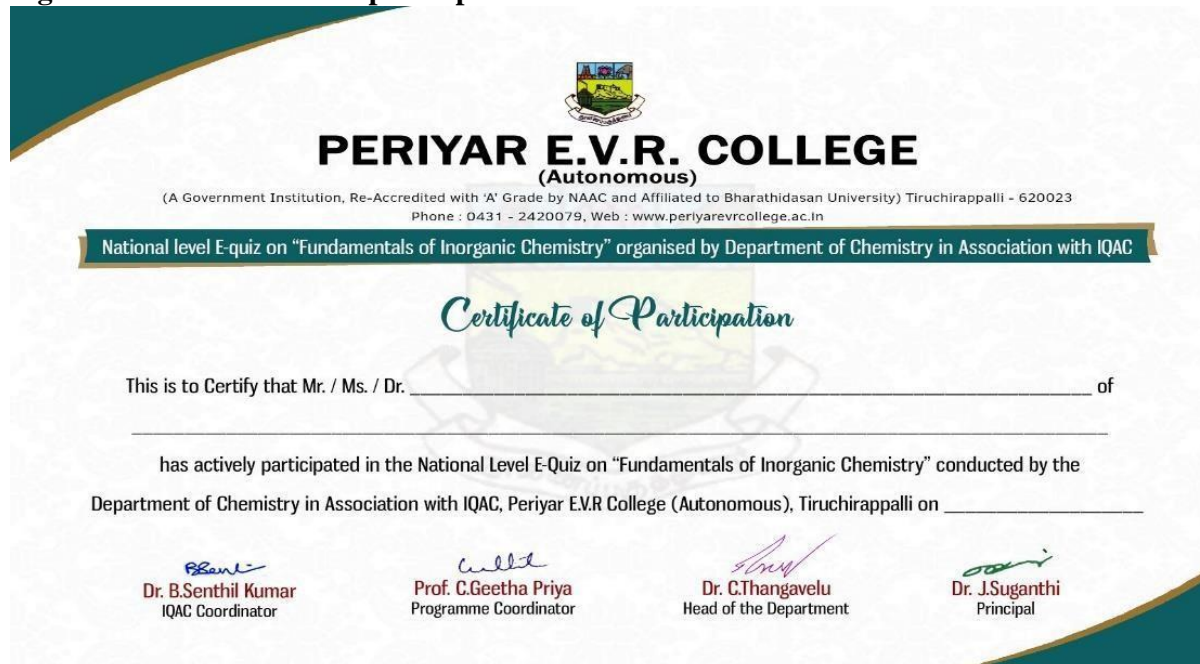 PERIYAR E.V.R. COLLEGE
(Autonomous)
(A Government Institution, Re-Accredited with 'A' Grade by NAAC and Affiliated to Bharathidasan University) Tiruchirappalli - 620023
Phone : 0431 - 2420079, Web : www.periyarevrcollege.ac.in
National level E-quiz on “Fundamentals of Inorganic Chemistry” organised by Department of Chemistry in Association with IQAC
Certificate of Participation
This is to Certify that Mr. / Ms. / Dr. ______ of
______
has actively participated in the National Level E-Quiz on “Fundamentals of Inorganic Chemistry” conducted by the
Department of Chemistry in Association with IQAC, Periyar E.V.R College (Autonomous), Tiruchirappalli on ______
Dr. B.Senthil Kumar Prof. C.Geetha Priya Dr. C.Thangavelu Dr. J.Suganthi
IQAC Coordinator Programme Coordinator Head of the Department Principal